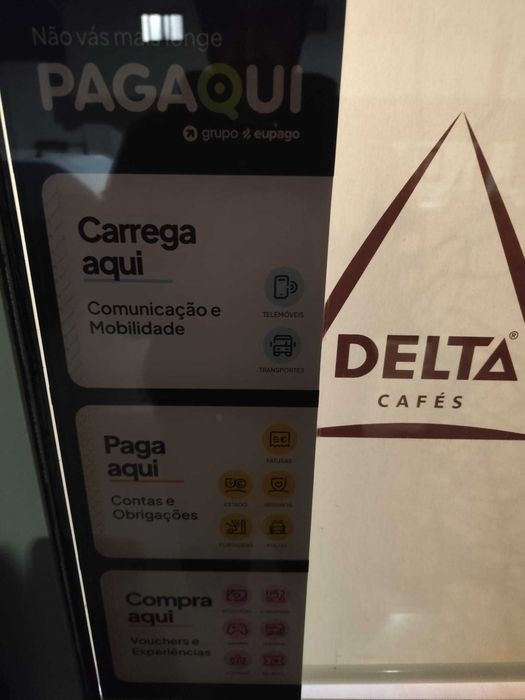 Não vás mais longe
PAGAQUI
grupo eupago
Carrega
aqui
Comunicação e
Mobilidade
TELEMÓVEIS
TRANSPORTES
DELTA®
CAFÉS
Paga
aqui
Contas e
Obrigações
FATURAS
ESTADO
SEGUROS
PORTAGENS
Compra
aqui
Vouchers e
Experiências